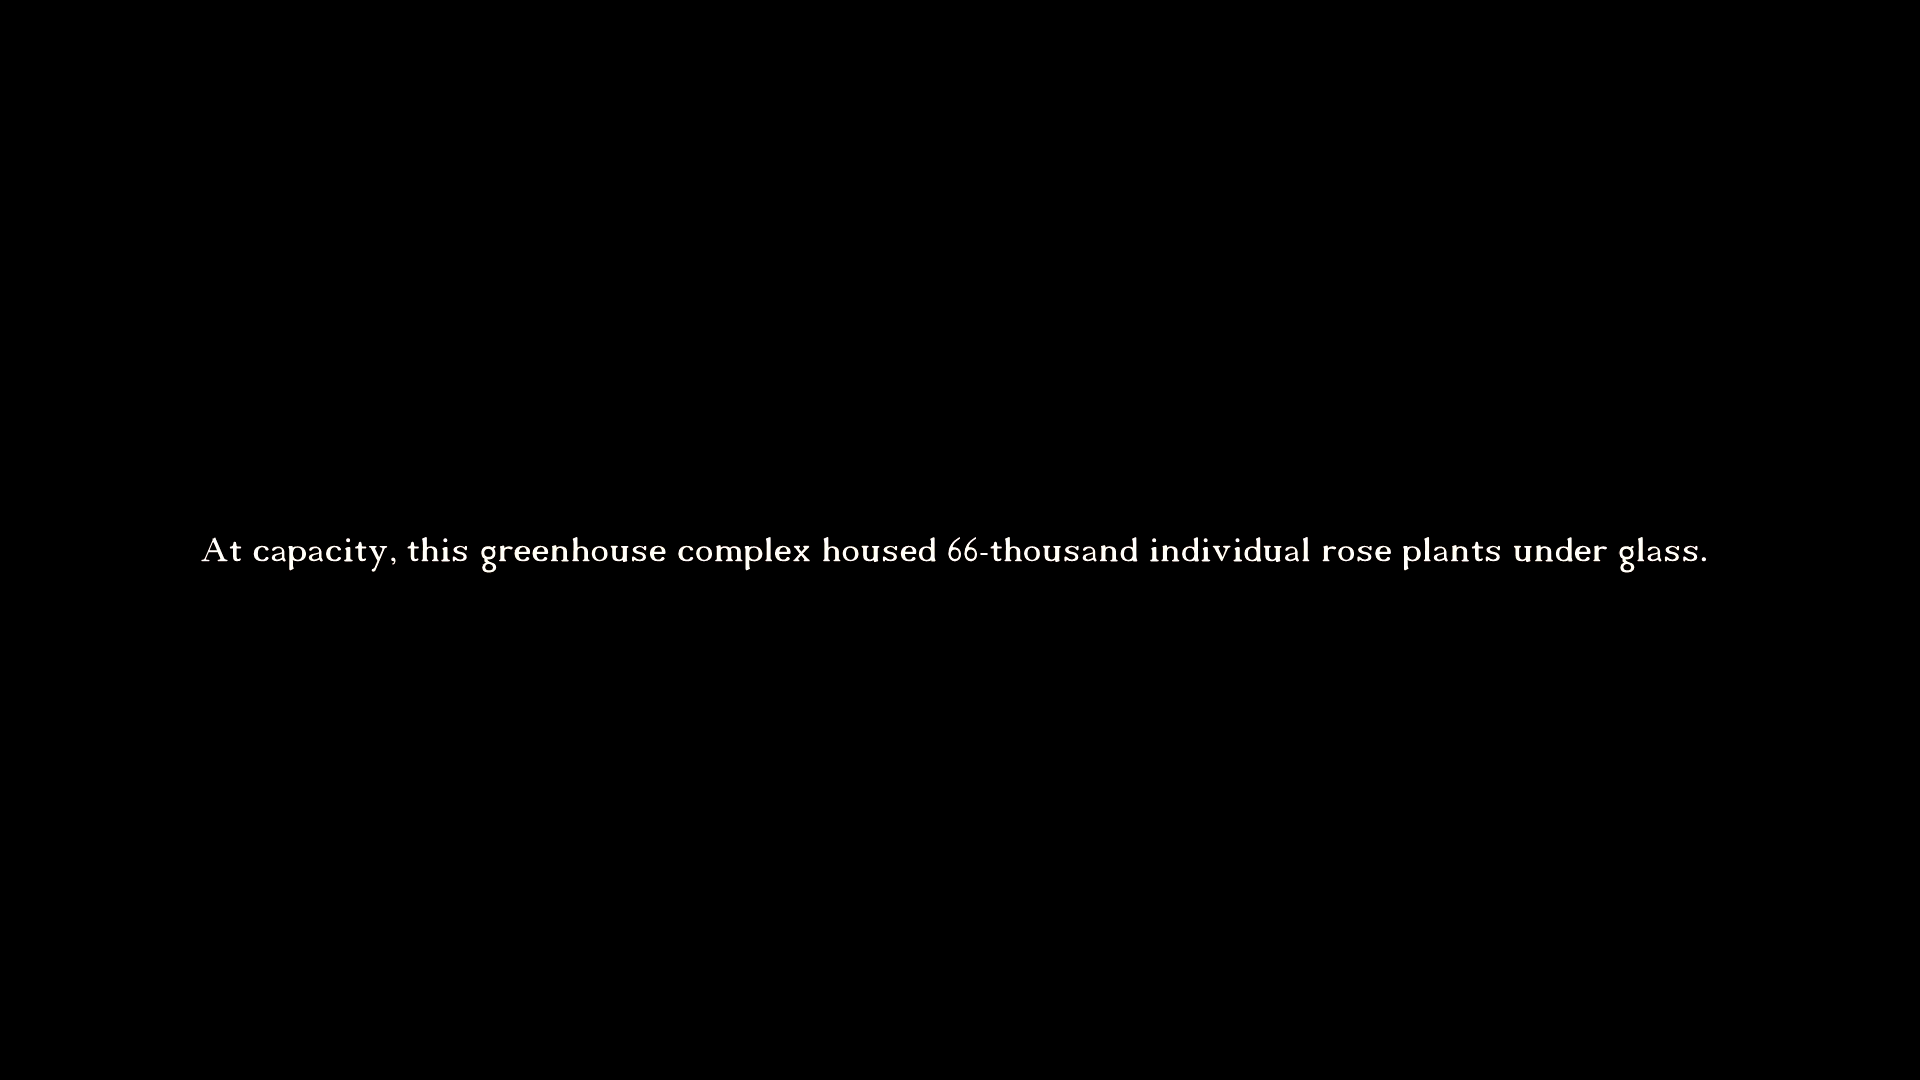 At capacity, this greenhouse complex housed 66-thousand individual rose plants under glass.